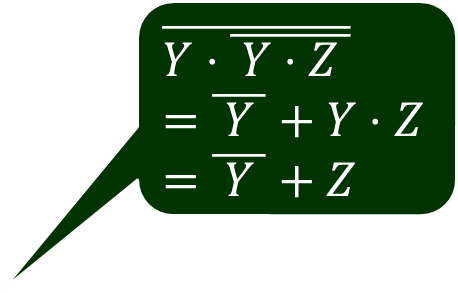 $\overline{Y \cdot \overline{Y \cdot Z}}$
$= \overline{Y} + Y \cdot Z$
$= \overline{Y} + Z$